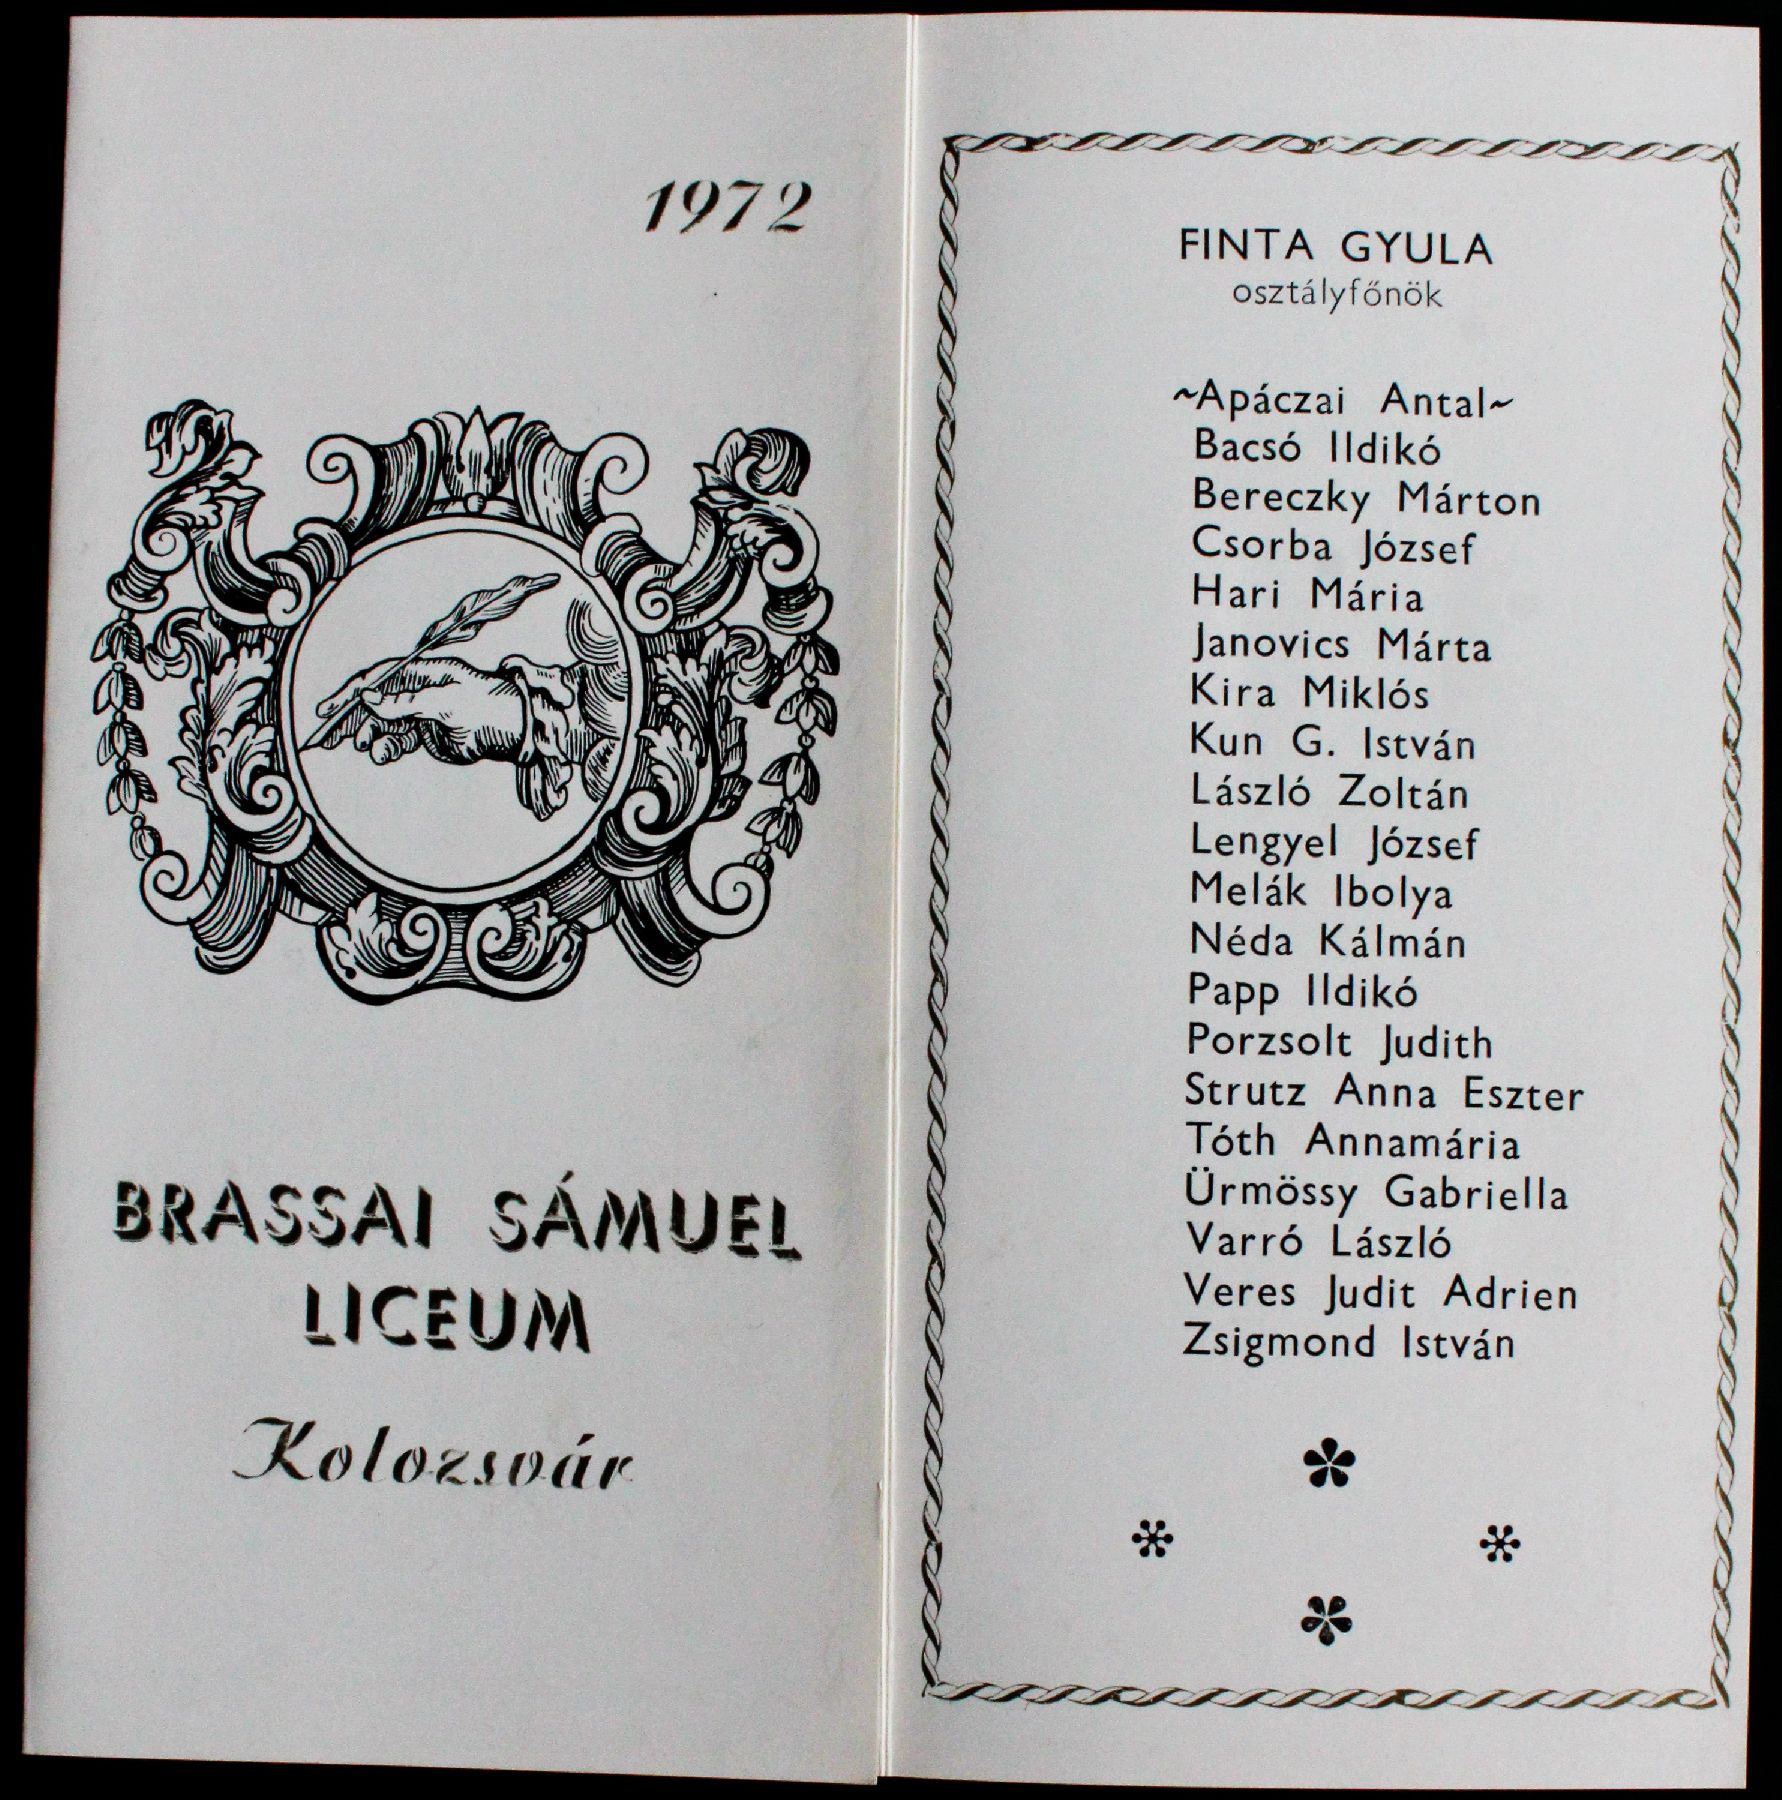 1972
BRASSAI SÁMUEL
LICEUM
Kolozsvár
FINTA GYULA
osztályfőnök
~Apáczai Antal~
Bacsó Ildikó
Bereczky Márton
Csorba József
Hari Mária
Janovics Márta
Kira Miklós
Kun G. István
László Zoltán
Lengyel József
Melák Ibolya
Néda Kálmán
Papp Ildikó
Porzsolt Judith
Strutz Anna Eszter
Tóth Annamária
Ürmössy Gabriella
Varró László
Veres Judit Adrien
Zsigmond István